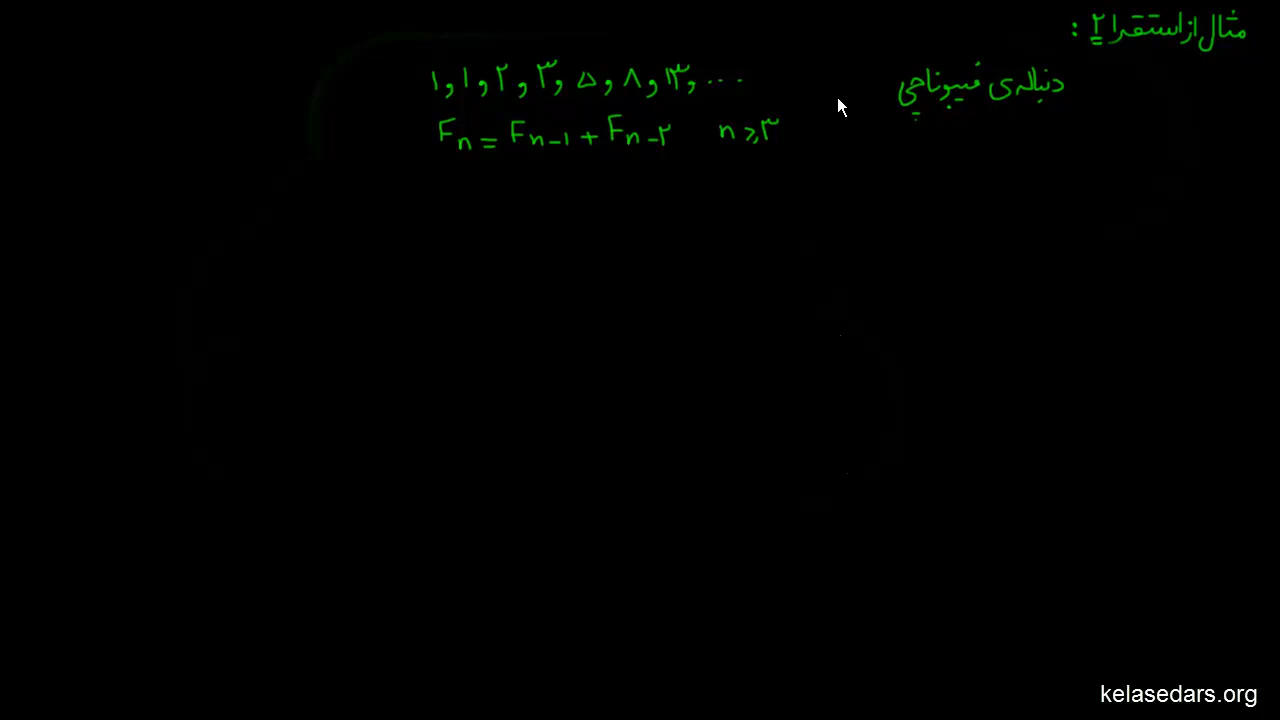 مثال از استقرا ۲ :
دنباله‌ی فیبوناچی
۱, ۱, ۲, ۳, ۵, ۸, ۱۳, ...
Fn = Fn-۱ + Fn-۲   n ≥ ۳
kelasedars.org